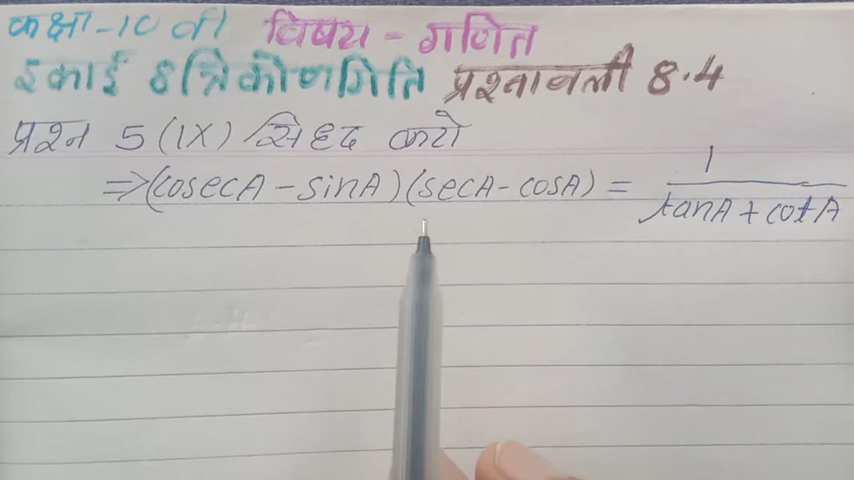 कक्षा-10 वी विषय - गणित
इकाई 8 त्रिकोणमिति प्रश्नावली 8.4
प्रश्न 5 (IX) सिद्ध करो
⇒ (cosecA - sinA) (secA - cosA) = 1 / (tanA + cotA)